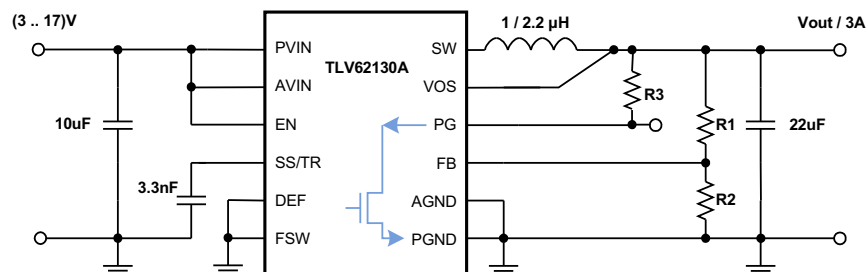 (3 .. 17)V
1 / 2.2 µH
Vout / 3A
PVIN
SW
TLV62130A
AVIN
VOS
R3
10uF
EN
PG
R1
22uF
SS/TR
FB
3.3nF
DEF
AGND
R2
FSW
PGND